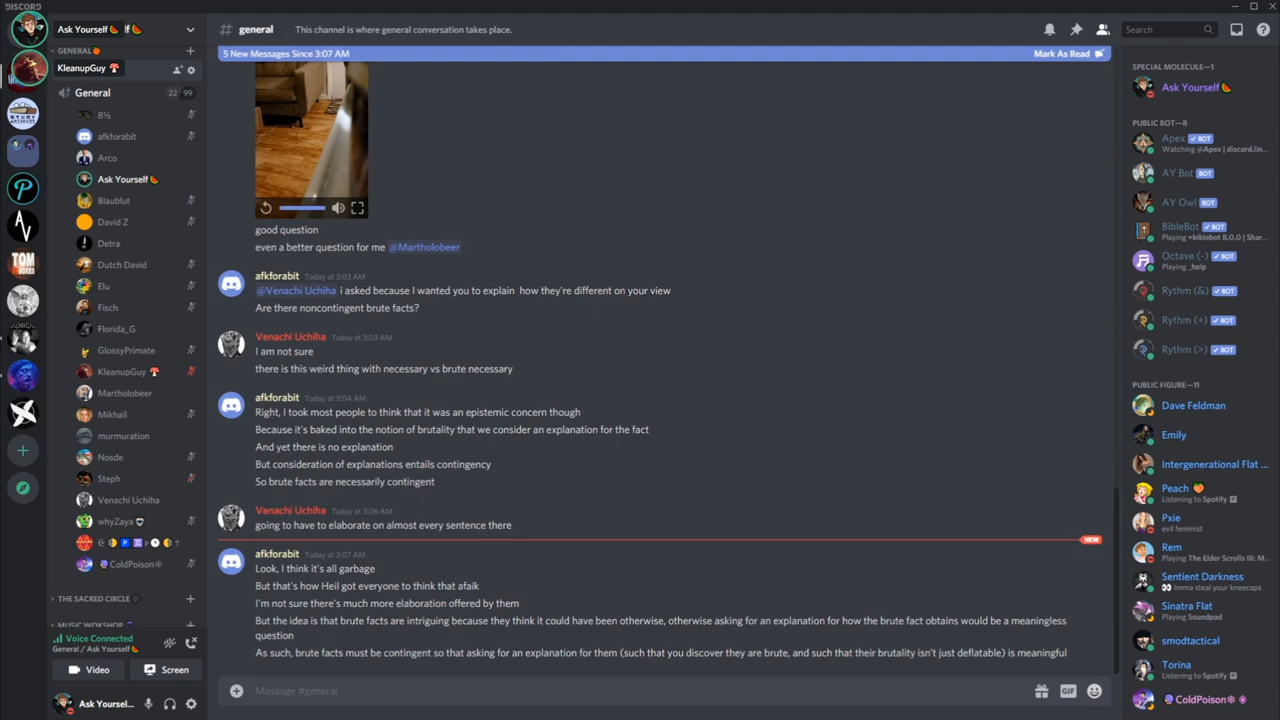 DISCORD
Ask Yourself
If
GENERAL
KleanupGuy
General
22 99
8½
afkforabit
Arco
Ask Yourself
Blaublut
David Z
Detra
Dutch David
Elu
Fisch
Florida_G
GlossyPrimate
KleanupGuy
Martholobeer
Mikhail
murmuration
Nosde
Steph
Venachi Uchiha
whyZaya
ColdPoison❄
THE SACRED CIRCLE
MUSIC WOKSHOP
Voice Connected
General / Ask Yourself
Video
Screen
Ask Yoursel...
STUDY
ARCHIVES
TOM
BOXES
# general
This channel is where general conversation takes place.
Search
5 New Messages Since 3:07 AM
Mark As Read
good question
even a better question for me @Martholobeer
afkforabit Today at 3:03 AM
@Venachi Uchiha i asked because I wanted you to explain how they're different on your view
Are there noncontingent brute facts?
Venachi Uchiha Today at 3:03 AM
I am not sure
there is this weird thing with necessary vs brute necessary
afkforabit Today at 3:04 AM
Right, I took most people to think that it was an epistemic concern though
Because it's baked into the notion of brutality that we consider an explanation for the fact
And yet there is no explanation
But consideration of explanations entails contingency
So brute facts are necessarily contingent
Venachi Uchiha Today at 3:06 AM
going to have to elaborate on almost every sentence there
NEW
afkforabit Today at 3:07 AM
Look, I think it's all garbage
But that's how Heil got everyone to think that afaik
I'm not sure there's much more elaboration offered by them
But the idea is that brute facts are intriguing because they think it could have been otherwise, otherwise asking for an explanation for how the brute fact obtains would be a meaningless
question
As such, brute facts must be contingent so that asking for an explanation for them (such that you discover they are brute, and such that their brutality isn't just deflatable) is meaningful
Message #general
GIF
SPECIAL MOLECULE—1
Ask Yourself
PUBLIC BOT—8
Apex ✓ BOT
Watching @Apex | discord.lin...
AY Bot BOT
AY Owl BOT
BibleBot ✓ BOT
Playing +biblebot 8.0.0 | Shar...
Octave (-) ✓ BOT
Playing _help
Rythm (&) ✓ BOT
Rythm (+) ✓ BOT
Rythm (>) ✓ BOT
PUBLIC FIGURE—11
Dave Feldman
Emily
Intergenerational Flat ...
Peach
Listening to Spotify
Pxie
evil feminist
Rem
Playing The Elder Scrolls III: M...
Sentient Darkness
👀 Imma steal your kneecaps
Sinatra Flat
Playing Soundpad
smodtactical
Torina
Listening to Spotify
ColdPoison❄